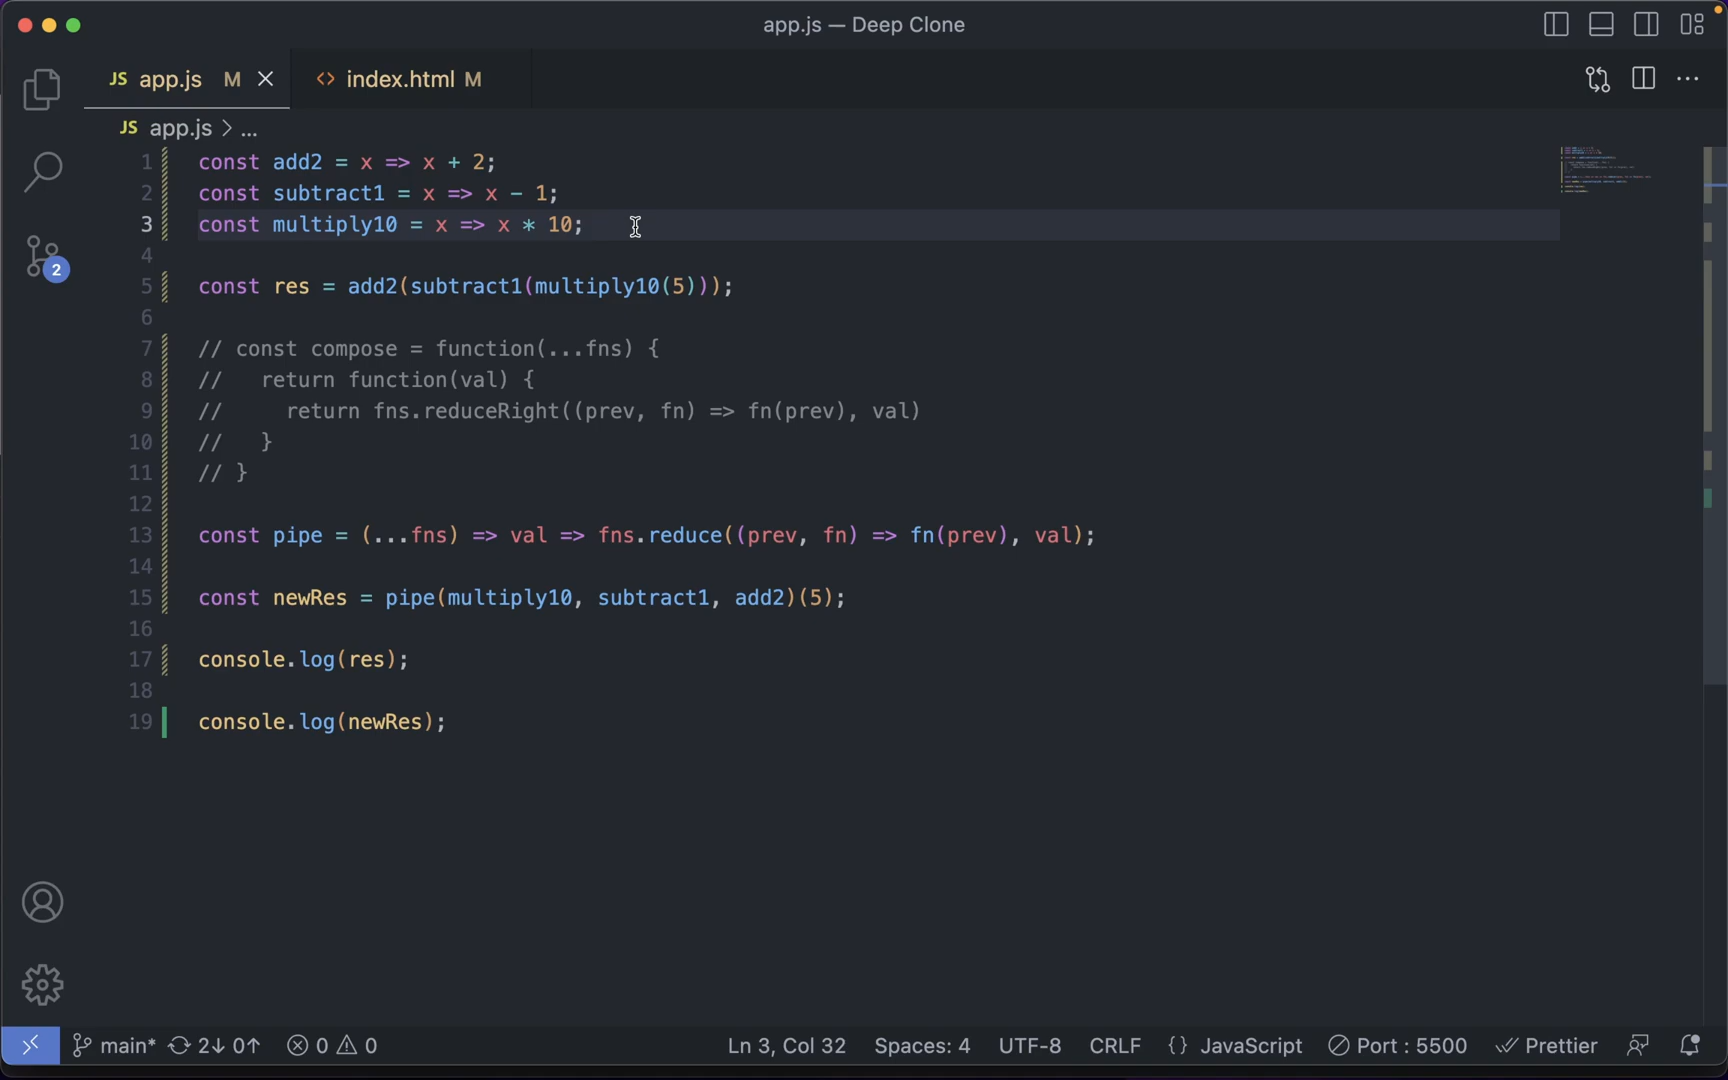 app.js — Deep Clone
JS app.js M
<> index.html M
JS app.js > ...
1 const add2 = x => x + 2;
2 const subtract1 = x => x - 1;
3 const multiply10 = x => x * 10;
4
5 const res = add2(subtract1(multiply10(5)));
6
7 // const compose = function(...fns) {
8 //   return function(val) {
9 //     return fns.reduceRight((prev, fn) => fn(prev), val)
10 //   }
11 // }
12
13 const pipe = (...fns) => val => fns.reduce((prev, fn) => fn(prev), val);
14
15 const newRes = pipe(multiply10, subtract1, add2)(5);
16
17 console.log(res);
18
19 console.log(newRes);
2
main* 2↓ 0↑ 0 0 Ln 3, Col 32 Spaces: 4 UTF-8 CRLF {} JavaScript Port : 5500 Prettier